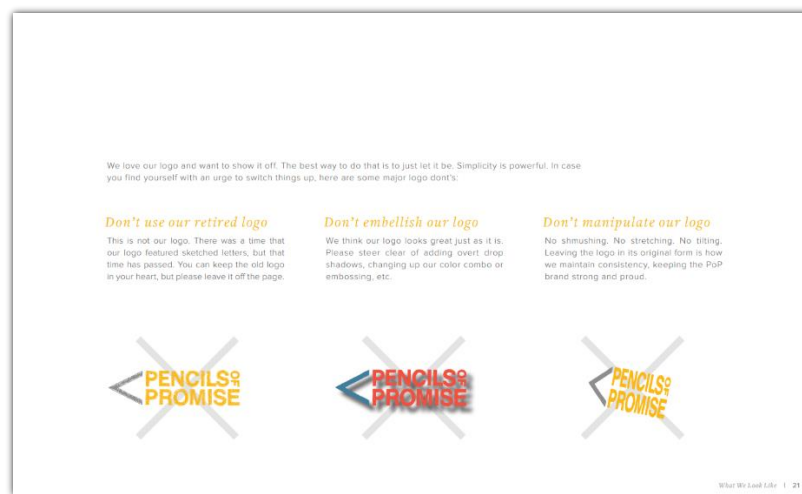 We love our logo and want to show it off. The best way to do that is to just let it be. Simplicity is powerful. In case
you find yourself with an urge to switch things up, here are some major logo dont's:
Don't use our retired logo
This is not our logo. There was a time that
our logo featured sketched letters, but that
time has passed. You can keep the old logo
in your heart, but please leave it off the page.
Don't embellish our logo
We think our logo looks great just as it is.
Please steer clear of adding overt drop
shadows, changing up our color combo or
embossing, etc.
Don't manipulate our logo
No shmushing. No stretching. No tilting.
Leaving the logo in its original form is how
we maintain consistency, keeping the PoP
brand strong and proud.
PENCILS OF
PROMISE
PENCILS OF
PROMISE
PENCILS OF
PROMISE
What We Look Like | 21